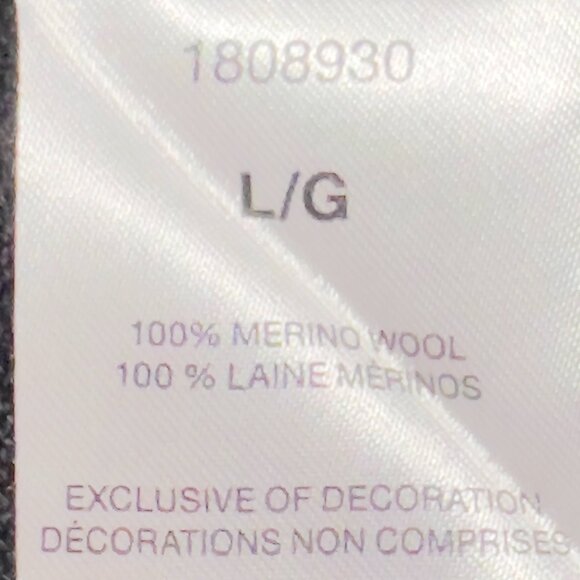 1808930
L/G
100% MERINO WOOL
100 % LAINE MÉRINOS
EXCLUSIVE OF DECORATION
DÉCORATIONS NON COMPRISES